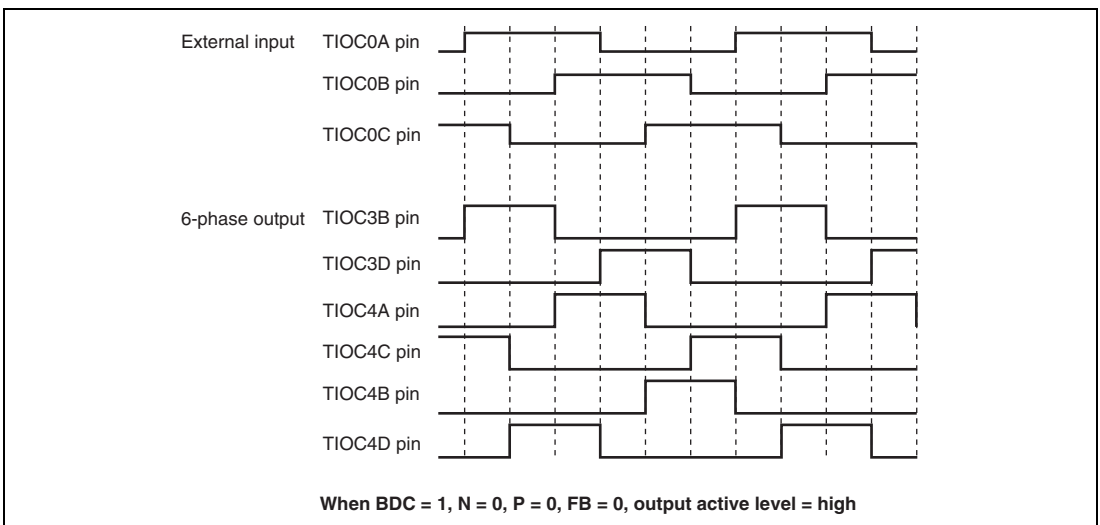 External input TIOC0A pin
TIOC0B pin
TIOC0C pin
6-phase output TIOC3B pin
TIOC3D pin
TIOC4A pin
TIOC4C pin
TIOC4B pin
TIOC4D pin
When BDC = 1, N = 0, P = 0, FB = 0, output active level = high